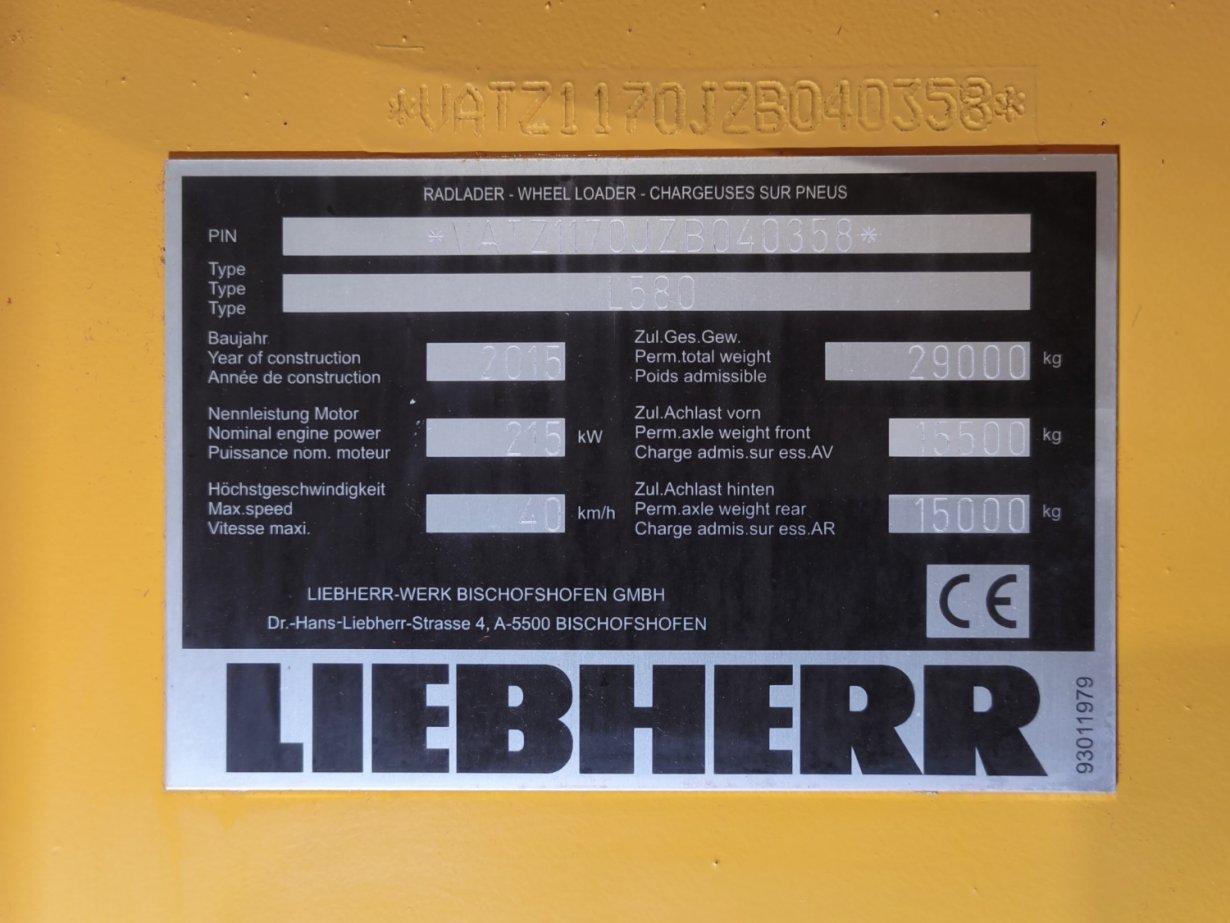 *VATZ1170JZB040358*
RADLADER - WHEEL LOADER - CHARGEUSES SUR PNEUS
PIN *VATZ1170JZB040358*
Type
Type L580
Type
Baujahr
Year of construction 2015
Année de construction
Zul.Ges.Gew.
Perm.total weight 29000 kg
Poids admissible
Nennleistung Motor
Nominal engine power 215 kW
Puissance nom. moteur
Zul.Achlast vorn
Perm.axle weight front 15500 kg
Charge admis.sur ess.AV
Höchstgeschwindigkeit
Max.speed 40 km/h
Vitesse maxi.
Zul.Achlast hinten
Perm.axle weight rear 15000 kg
Charge admis.sur ess.AR
LIEBHERR-WERK BISCHOFSHOFEN GMBH
Dr.-Hans-Liebherr-Strasse 4, A-5500 BISCHOFSHOFEN
CE
LIEBHERR
93011979